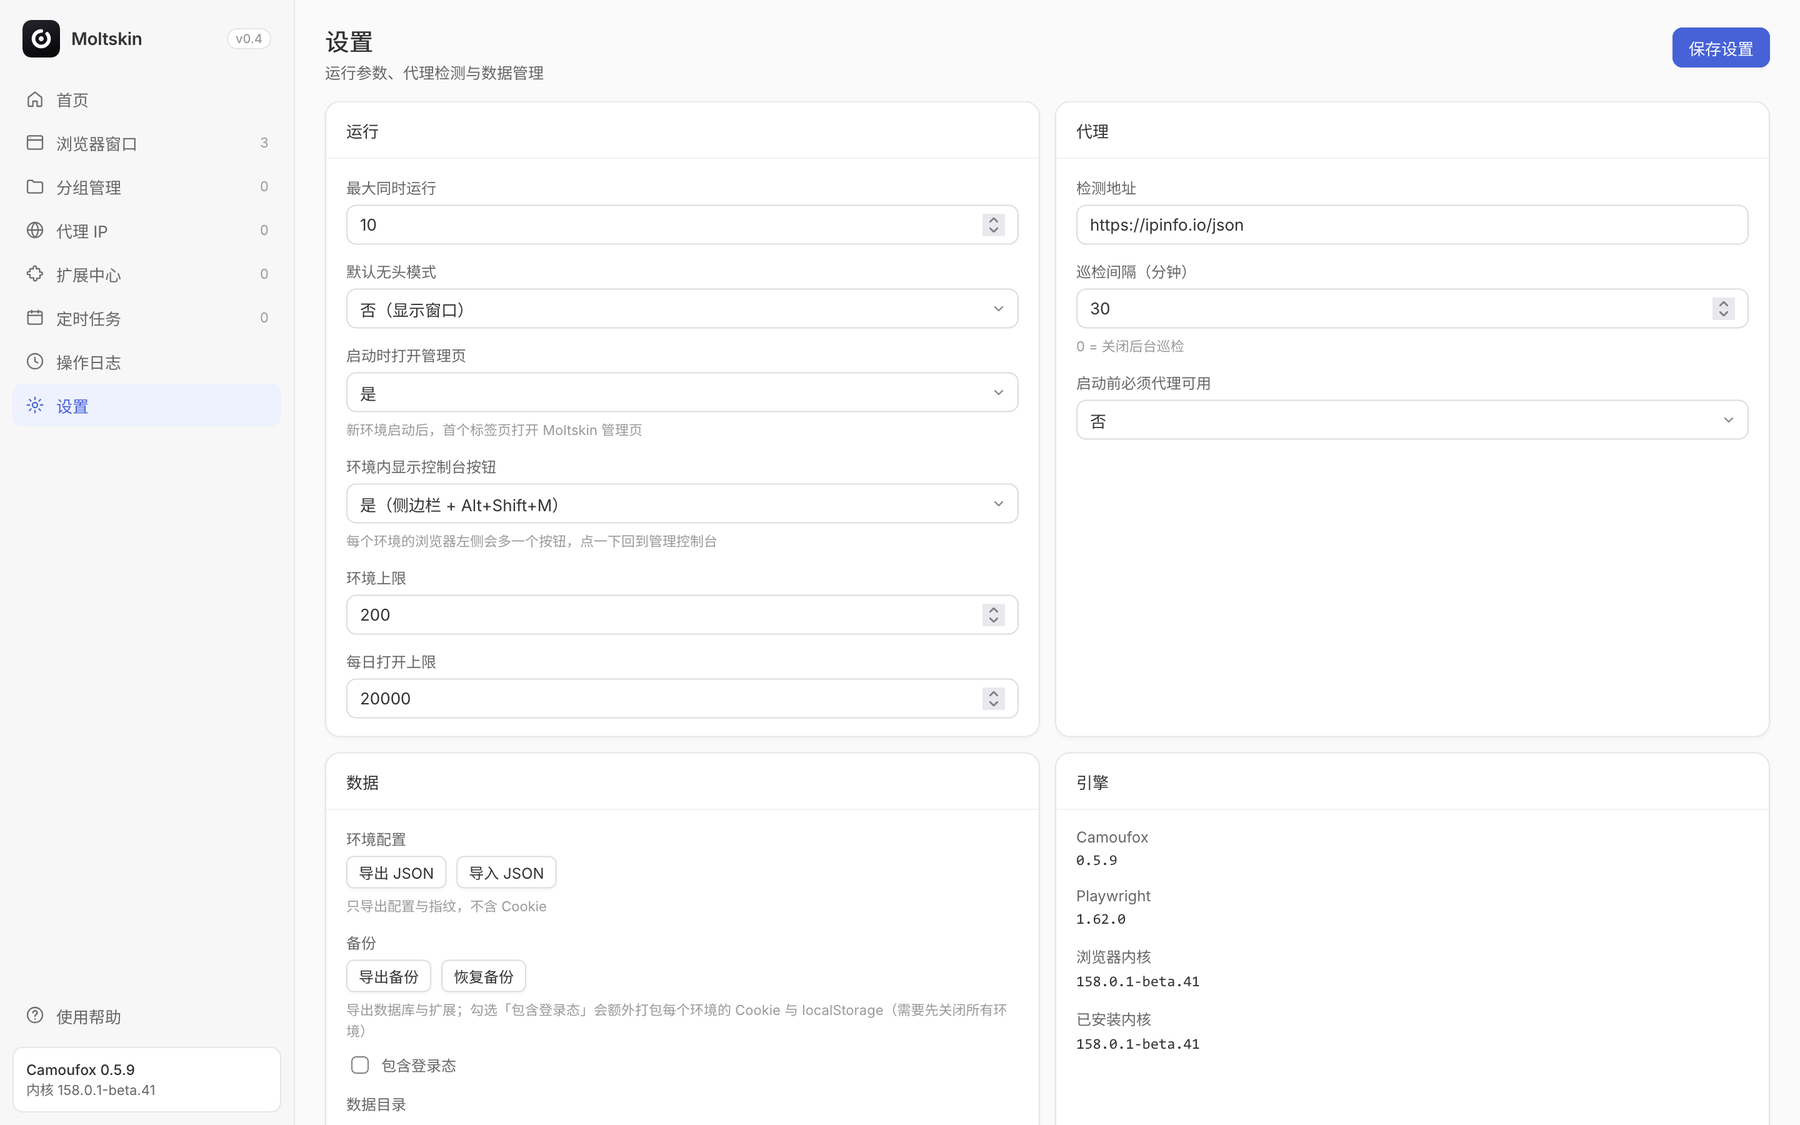 Moltskin
v0.4
首页
浏览器窗口 3
分组管理 0
代理 IP 0
扩展中心 0
定时任务 0
操作日志
设置
使用帮助
Camoufox 0.5.9
内核 158.0.1-beta.41
设置
运行参数、代理检测与数据管理
保存设置
运行
最大同时运行
10
默认无头模式
否（显示窗口）
启动时打开管理页
是
新环境启动后，首个标签页打开 Moltskin 管理页
环境内显示控制台按钮
是（侧边栏 + Alt+Shift+M）
每个环境的浏览器左侧会多一个按钮，点一下回到管理控制台
环境上限
200
每日打开上限
20000
代理
检测地址
https://ipinfo.io/json
巡检间隔（分钟）
30
0 = 关闭后台巡检
启动前必须代理可用
否
数据
环境配置
导出 JSON 导入 JSON
只导出配置与指纹，不含 Cookie
备份
导出备份 恢复备份
导出数据库与扩展；勾选「包含登录态」会额外打包每个环境的 Cookie 与 localStorage（需要先关闭所有环
境）
包含登录态
数据目录
引擎
Camoufox
0.5.9
Playwright
1.62.0
浏览器内核
158.0.1-beta.41
已安装内核
158.0.1-beta.41